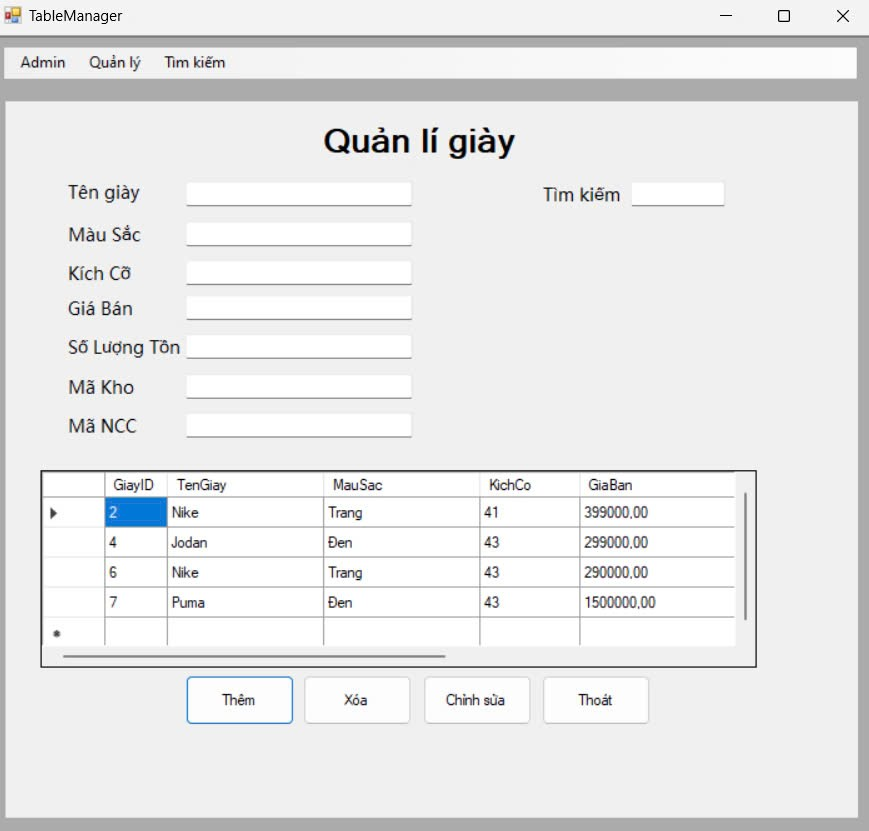 TableManager
Admin Quản lý Tìm kiếm
Quản lí giày
Tên giày Tìm kiếm
Màu Sắc
Kích Cỡ
Giá Bán
Số Lượng Tồn
Mã Kho
Mã NCC
GiayID TenGiay MauSac KichCo GiaBan
2 Nike Trang 41 399000,00
4 Jodan Đen 43 299000,00
6 Nike Trang 43 290000,00
7 Puma Đen 43 1500000,00
Thêm Xóa Chỉnh sửa Thoát